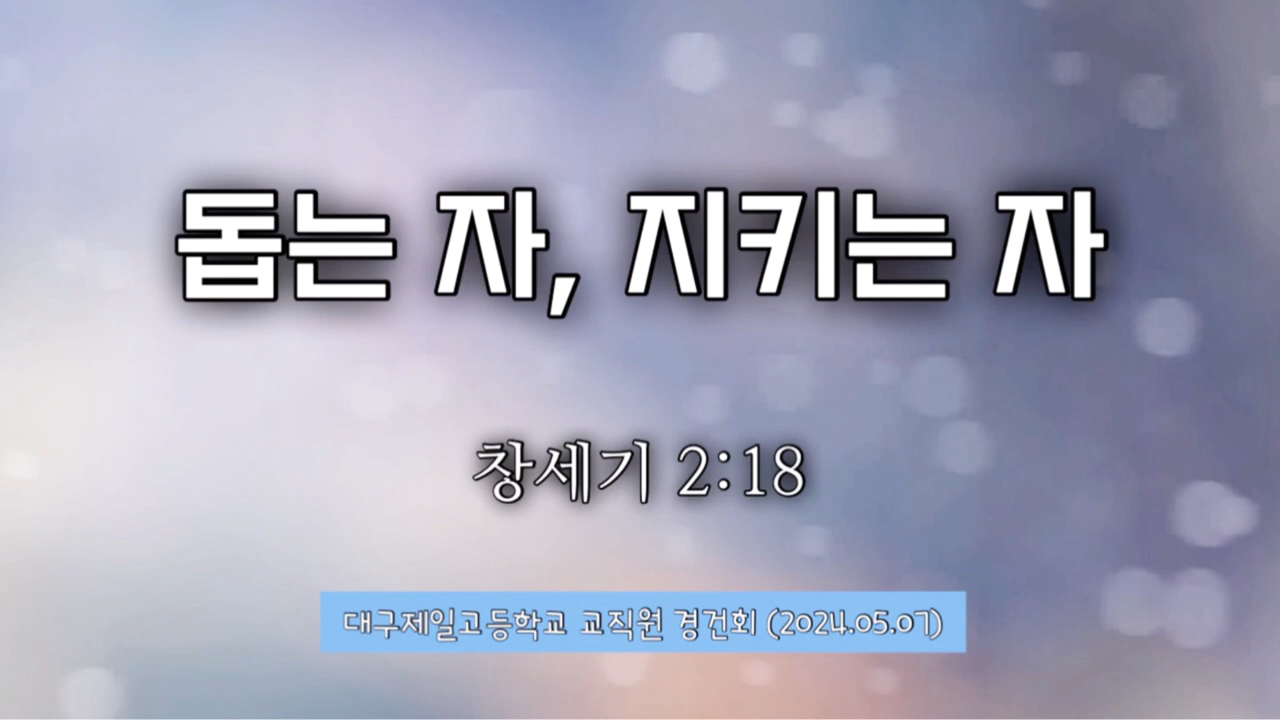 돕는 자, 지키는 자
창세기 2:18
대구제일고등학교 교직원 경건회 (2024.05.07)